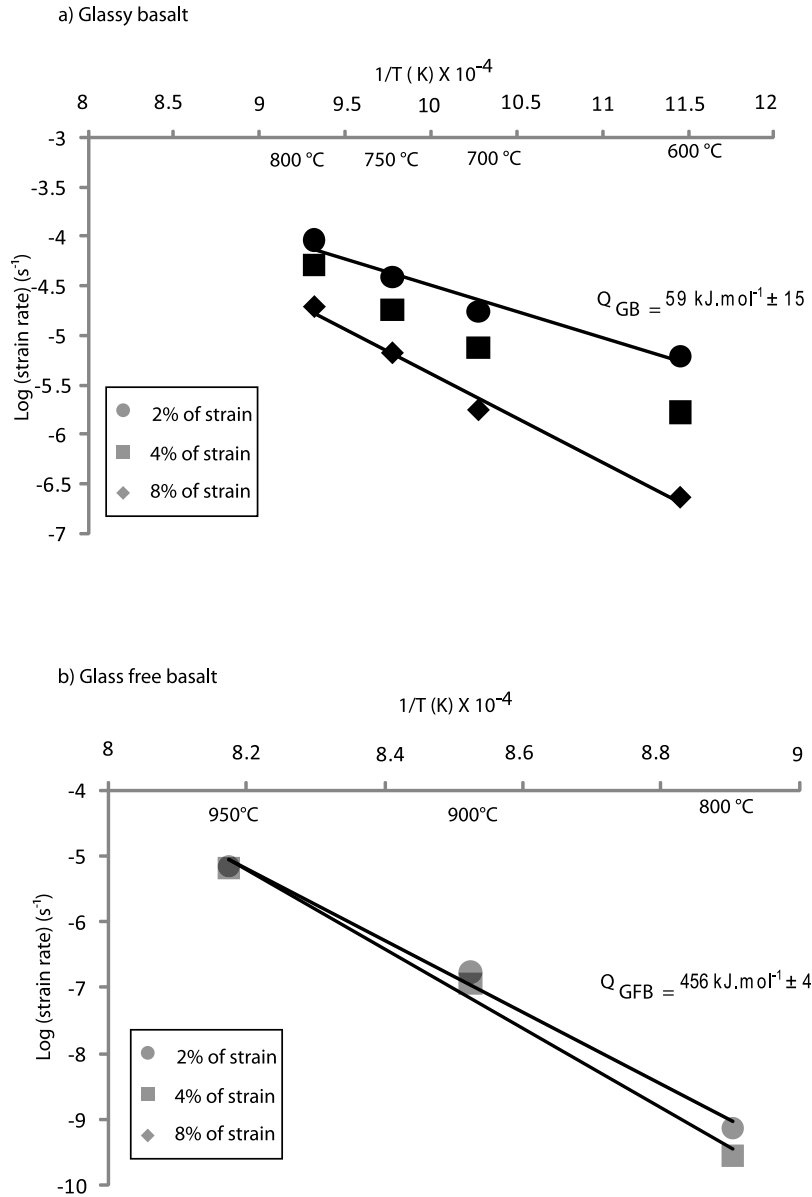 a) Glassy basalt
1/T ( K) X 10⁻⁴
8 8.5 9 9.5 10 10.5 11 11.5 12
-3
800 °C 750 °C 700 °C 600 °C
-3.5
-4
-4.5
-5
-5.5
-6
-6.5
-7
Log (strain rate) (s⁻¹)
Q GB = 59 kJ.mol⁻¹ ± 15
2% of strain
4% of strain
8% of strain
b) Glass free basalt
1/T (K) X 10⁻⁴
8 8.2 8.4 8.6 8.8 9
-4
950°C 900°C 800 °C
-5
-6
-7
-8
-9
-10
Log (strain rate) (s⁻¹)
Q GFB = 456 kJ.mol⁻¹ ± 4
2% of strain
4% of strain
8% of strain